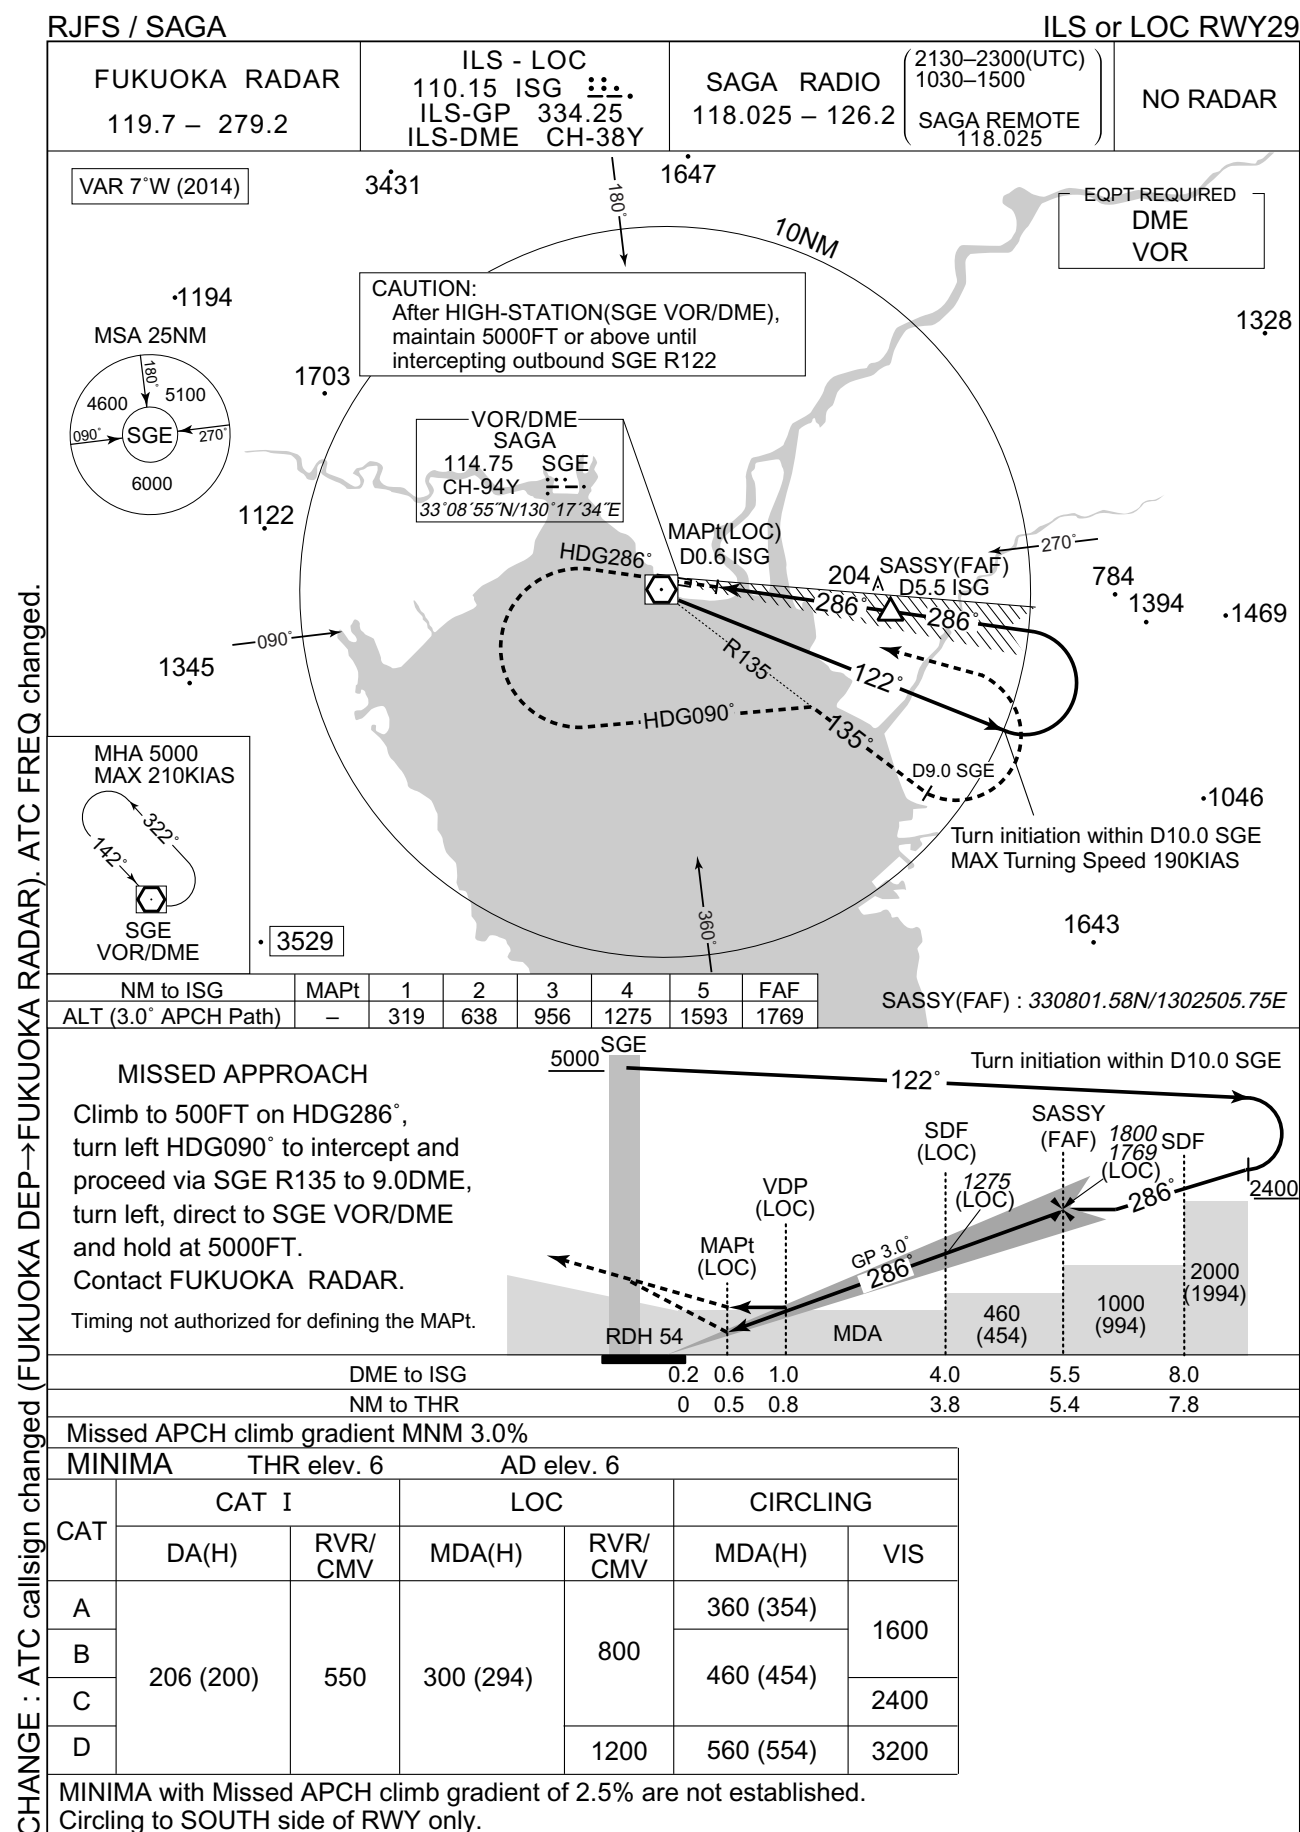 RJFS / SAGA
ILS or LOC RWY29
FUKUOKA RADAR
119.7 – 279.2
ILS - LOC
110.15 ISG
ILS-GP 334.25
ILS-DME CH-38Y
SAGA RADIO
118.025 – 126.2
2130–2300(UTC)
1030–1500
SAGA REMOTE
118.025
NO RADAR
VAR 7°W (2014)
3431
1647
180°
10NM
EQPT REQUIRED
DME
VOR
CAUTION:
After HIGH-STATION(SGE VOR/DME),
maintain 5000FT or above until
intercepting outbound SGE R122
1194
1328
MSA 25NM
180°
4600
5100
090°
SGE
270°
6000
1703
VOR/DME
SAGA
114.75 SGE
CH-94Y
33°08´55˝N/130°17´34˝E
1122
MAPt(LOC)
D0.6 ISG
HDG286°
204
SASSY(FAF)
D5.5 ISG
270°
784
1394
1469
286°
286°
090°
1345
R135
122°
HDG090°
135°
D9.0 SGE
1046
Turn initiation within D10.0 SGE
MAX Turning Speed 190KIAS
MHA 5000
MAX 210KIAS
322°
142°
SGE
VOR/DME
3529
360°
1643
SASSY(FAF) : 330801.58N/1302505.75E
NM to ISG MAPt 1 2 3 4 5 FAF
ALT (3.0° APCH Path) – 319 638 956 1275 1593 1769
MISSED APPROACH
Climb to 500FT on HDG286°,
turn left HDG090° to intercept and
proceed via SGE R135 to 9.0DME,
turn left, direct to SGE VOR/DME
and hold at 5000FT.
Contact FUKUOKA RADAR.
Timing not authorized for defining the MAPt.
5000
SGE
122°
Turn initiation within D10.0 SGE
SASSY
(FAF)
1800
1769
(LOC)
SDF
SDF
(LOC)
1275
(LOC)
286°
2400
VDP
(LOC)
MAPt
(LOC)
GP 3.0°
286°
2000
(1994)
1000
(994)
460
(454)
MDA
RDH 54
DME to ISG 0.2 0.6 1.0 4.0 5.5 8.0
NM to THR 0 0.5 0.8 3.8 5.4 7.8
Missed APCH climb gradient MNM 3.0%
MINIMA THR elev. 6 AD elev. 6
CAT
CAT I LOC CIRCLING
DA(H) RVR/CMV MDA(H) RVR/CMV MDA(H) VIS
A
B
C
D
206 (200)
550
300 (294)
800
1200
360 (354)
460 (454)
560 (554)
1600
2400
3200
MINIMA with Missed APCH climb gradient of 2.5% are not established.
Circling to SOUTH side of RWY only.
CHANGE : ATC callsign changed (FUKUOKA DEP→FUKUOKA RADAR). ATC FREQ changed.